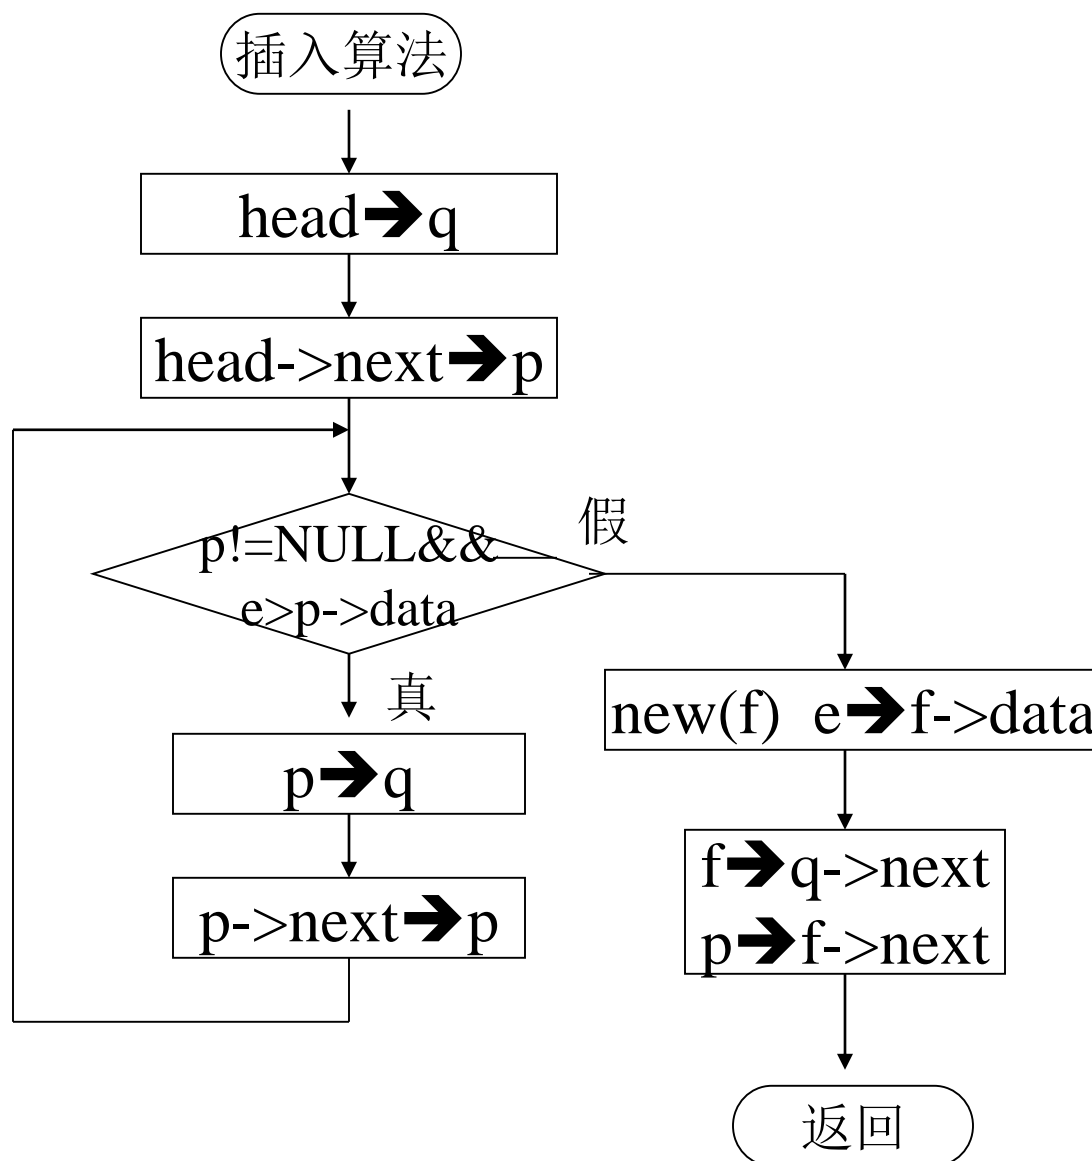 插入算法
head➔q
head->next➔p
p!=NULL&&
e>p->data
假
真
p➔q
p->next➔p
new(f) e➔f->data
f➔q->next
p➔f->next
返回